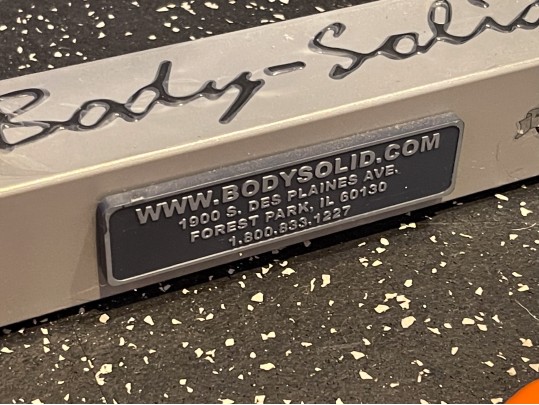 Body-Solid
WWW.BODYSOLID.COM
1900 S. DES PLAINES AVE.
FOREST PARK, IL 60130
1.800.833.1227